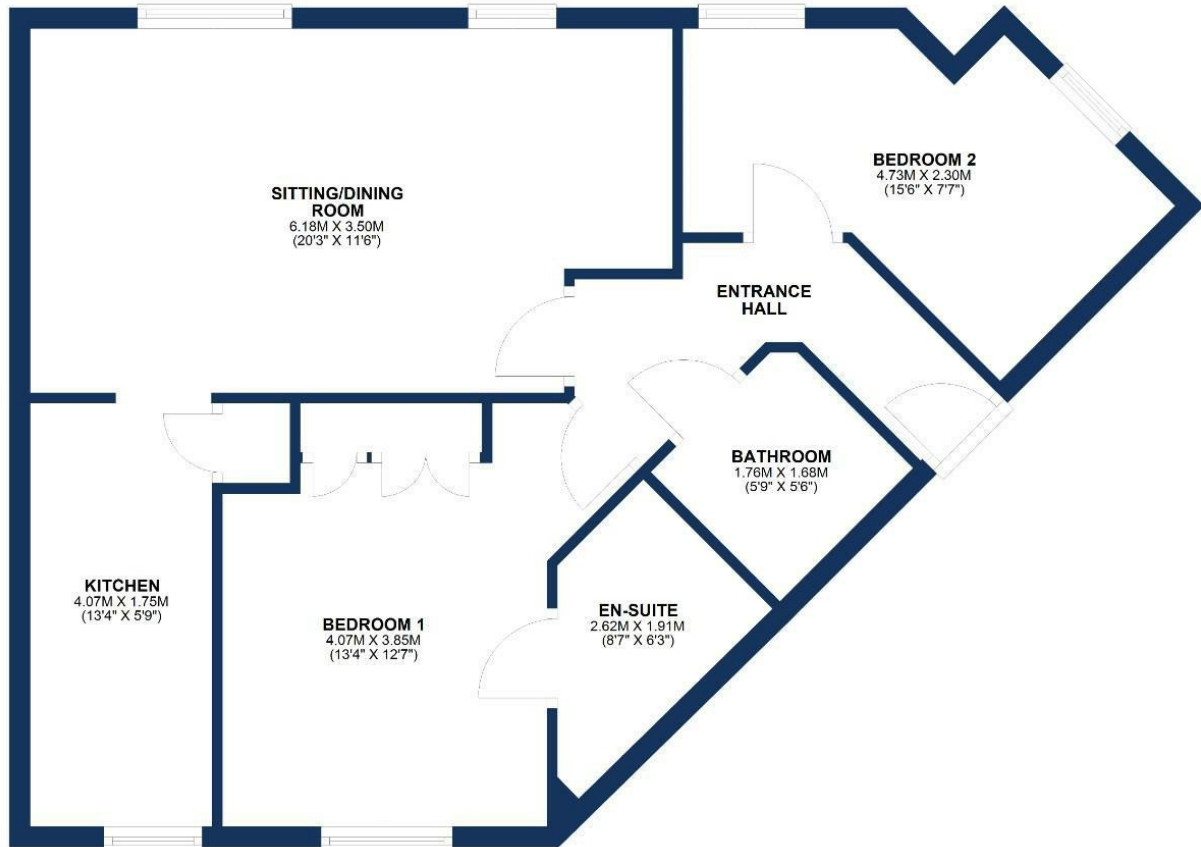 SITTING/DINING
ROOM
6.18M X 3.50M
(20'3" X 11'6")
BEDROOM 2
4.73M X 2.30M
(15'6" X 7'7")
ENTRANCE
HALL
BATHROOM
1.76M X 1.68M
(5'9" X 5'6")
KITCHEN
4.07M X 1.75M
(13'4" X 5'9")
BEDROOM 1
4.07M X 3.85M
(13'4" X 12'7")
EN-SUITE
2.62M X 1.91M
(8'7" X 6'3")